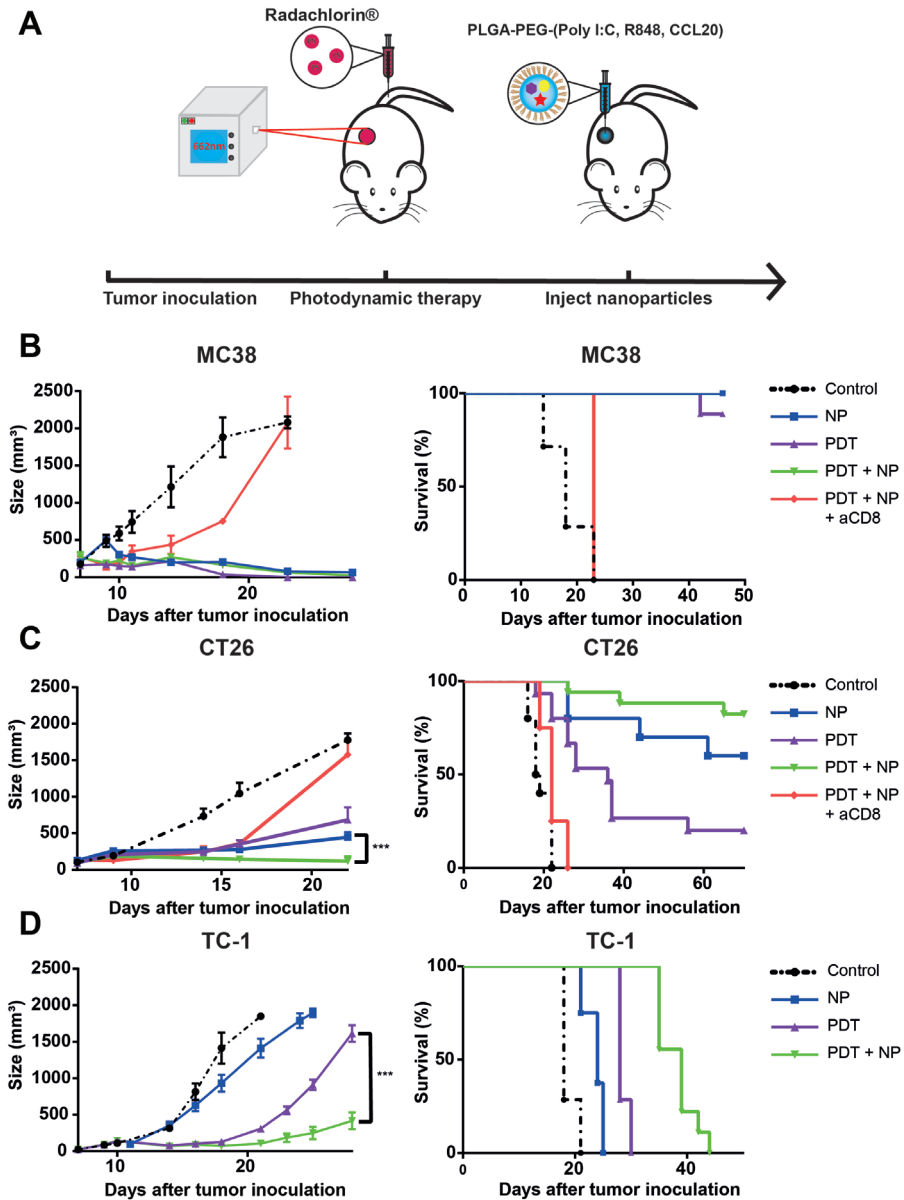 A
Radachlorin®
PLGA-PEG-(Poly I:C, R848, CCL20)
662nm
Tumor inoculation
Photodynamic therapy
Inject nanoparticles
B
MC38
MC38
2500
2000
1500
1000
500
0
Size (mm³)
10
20
Days after tumor inoculation
100
50
0
Survival (%)
0
10
20
30
40
50
Days after tumor inoculation
Control
NP
PDT
PDT + NP
PDT + NP
+ aCD8
C
CT26
CT26
2500
2000
1500
1000
500
0
Size (mm³)
10
15
20
Days after tumor inoculation
***
100
50
0
Survival (%)
0
20
40
60
Days after tumor inoculation
Control
NP
PDT
PDT + NP
PDT + NP
+ aCD8
D
TC-1
TC-1
2500
2000
1500
1000
500
0
Size (mm³)
10
20
Days after tumor inoculation
***
100
50
0
Survival (%)
0
20
40
Days after tumor inoculation
Control
NP
PDT
PDT + NP